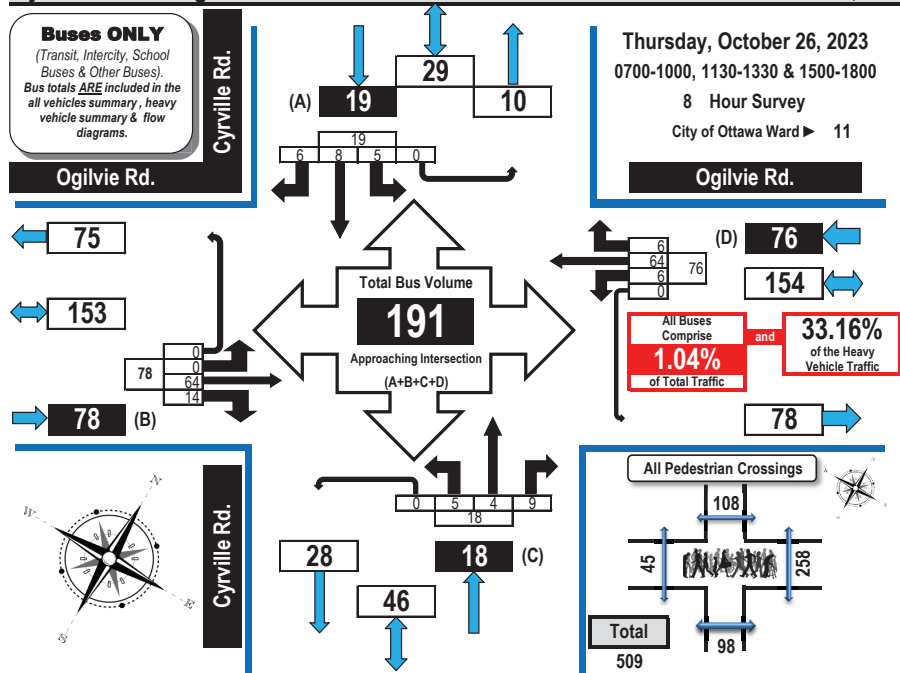 Buses ONLY
(Transit, Intercity, School
Buses & Other Buses).
Bus totals ARE included in the
all vehicles summary , heavy
vehicle summary & flow
diagrams.
Cyrville Rd.
Ogilvie Rd.
29
(A) 19
10
19
6 8 5 0
Thursday, October 26, 2023
0700-1000, 1130-1330 & 1500-1800
8 Hour Survey
City of Ottawa Ward ► 11
Ogilvie Rd.
75
153
0
0
64
14
78
78 (B)
Total Bus Volume
191
Approaching Intersection
(A+B+C+D)
6
64
6
0
76
(D) 76
154
All Buses
Comprise
1.04%
of Total Traffic
and
33.16%
of the Heavy
Vehicle Traffic
78
N
W
E
S
Cyrville Rd.
0 5 4 9
18
28
18 (C)
46
All Pedestrian Crossings
108
45
258
98
Total
509